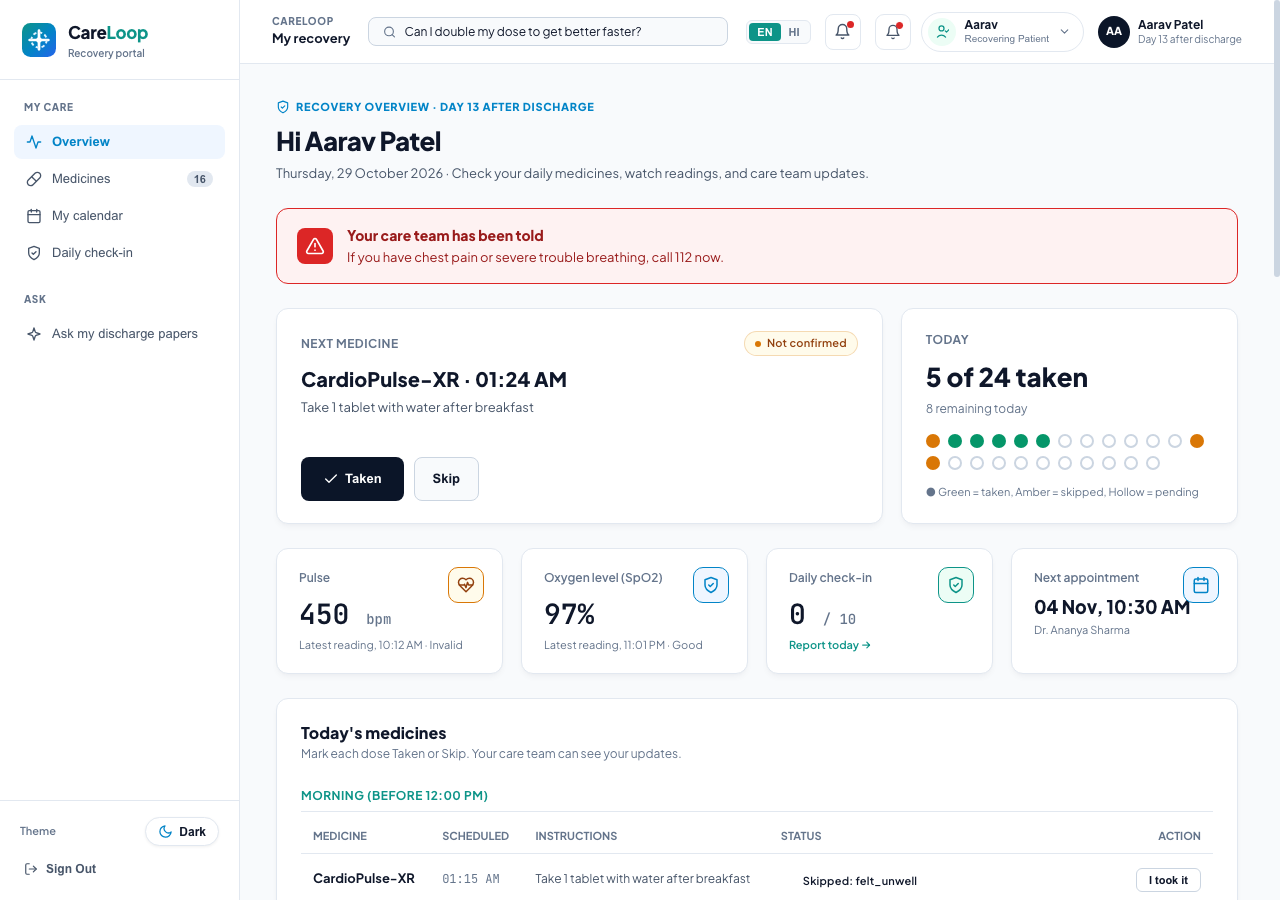 CareLoop
Recovery portal
MY CARE
Overview
Medicines 16
My calendar
Daily check-in
ASK
Ask my discharge papers
Theme
Dark
Sign Out
CARELOOP
My recovery
Can I double my dose to get better faster?
EN HI
Aarav
Recovering Patient
AA
Aarav Patel
Day 13 after discharge
RECOVERY OVERVIEW · DAY 13 AFTER DISCHARGE
Hi Aarav Patel
Thursday, 29 October 2026 · Check your daily medicines, watch readings, and care team updates.
Your care team has been told
If you have chest pain or severe trouble breathing, call 112 now.
NEXT MEDICINE
Not confirmed
CardioPulse-XR · 01:24 AM
Take 1 tablet with water after breakfast
Taken
Skip
TODAY
5 of 24 taken
8 remaining today
Green = taken, Amber = skipped, Hollow = pending
Pulse
450 bpm
Latest reading, 10:12 AM · Invalid
Oxygen level (SpO2)
97%
Latest reading, 11:01 PM · Good
Daily check-in
0 / 10
Report today →
Next appointment
04 Nov, 10:30 AM
Dr. Ananya Sharma
Today's medicines
Mark each dose Taken or Skip. Your care team can see your updates.
MORNING (BEFORE 12:00 PM)
MEDICINE SCHEDULED INSTRUCTIONS STATUS ACTION
CardioPulse-XR 01:15 AM Take 1 tablet with water after breakfast Skipped: felt_unwell I took it